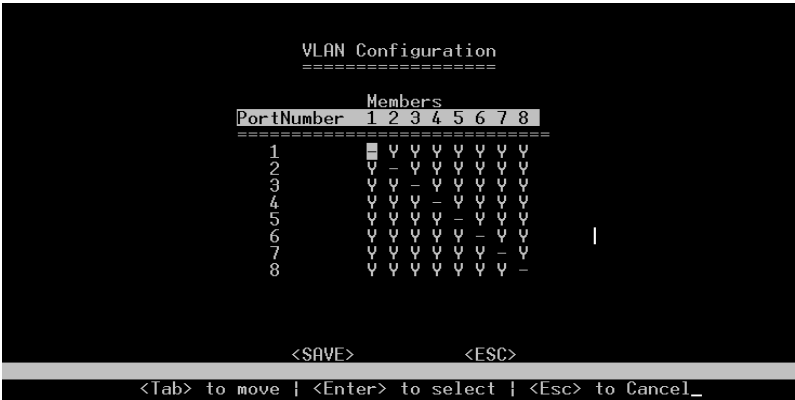 VLAN Configuration
===================
Members
PortNumber 1 2 3 4 5 6 7 8
==============================
1 - Y Y Y Y Y Y Y
2 Y - Y Y Y Y Y Y
3 Y Y - Y Y Y Y Y
4 Y Y Y - Y Y Y Y
5 Y Y Y Y - Y Y Y
6 Y Y Y Y Y - Y Y
7 Y Y Y Y Y Y - Y
8 Y Y Y Y Y Y Y -
<SAVE> <ESC>
<Tab> to move | <Enter> to select | <Esc> to Cancel_